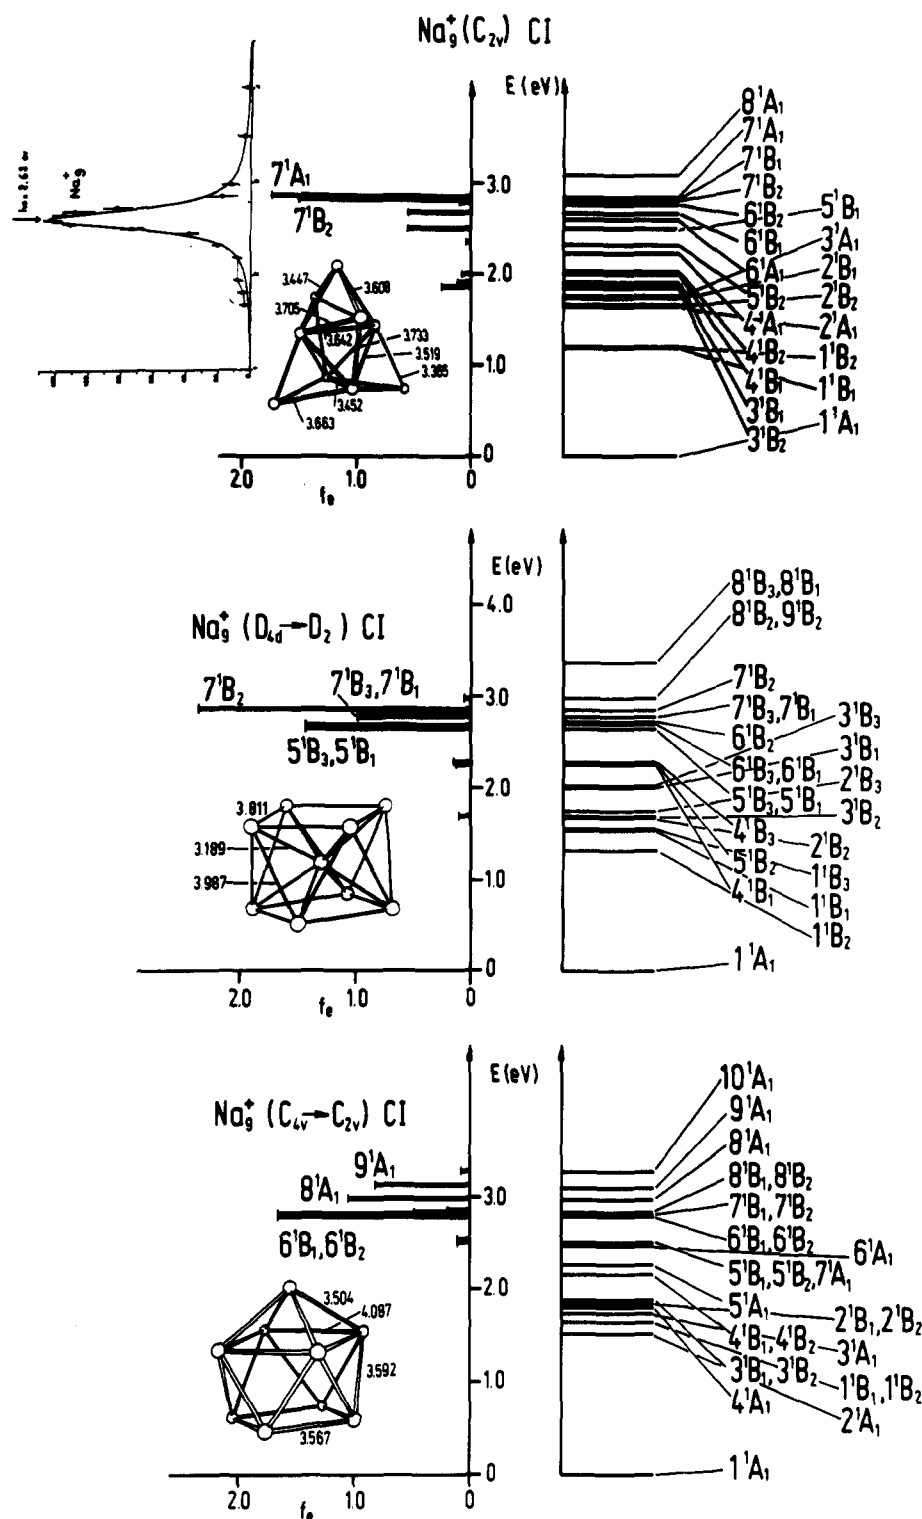 Na₉⁺(C₂ᵥ) CI
E (eV)
hν = 2.63 eV
Na₉⁺
7¹A₁
7¹B₂
3.0
2.0
1.0
0
3.447
3.608
3.705
3.642
3.733
3.519
3.365
3.452
3.663
2.0
1.0
0
fₑ
8¹A₁
7¹A₁
7¹B₁
7¹B₂
6¹B₂
5¹B₁
6¹B₁
3¹A₁
6¹A₁
2¹B₁
5¹B₂
2¹B₂
4¹A₁
2¹A₁
4¹B₂
1¹B₂
4¹B₁
1¹B₁
3¹B₁
1¹A₁
3¹B₂
E (eV)
4.0
Na₉⁺ (D₄d→D₂) CI
7¹B₂
7¹B₃,7¹B₁
5¹B₃,5¹B₁
3.0
2.0
1.0
0
3.811
3.189
3.987
2.0
1.0
0
fₑ
8¹B₃,8¹B₁
8¹B₂,9¹B₂
7¹B₂
7¹B₃,7¹B₁
3¹B₃
6¹B₂
3¹B₁
6¹B₃,6¹B₁
2¹B₃
5¹B₃,5¹B₁
3¹B₂
4¹B₃
2¹B₂
5¹B₂
1¹B₃
4¹B₁
1¹B₁
1¹B₂
1¹A₁
E (eV)
Na₉⁺ (C₄ᵥ→C₂ᵥ) CI
9¹A₁
8¹A₁
6¹B₁,6¹B₂
3.0
2.0
1.0
0
3.504
4.087
3.592
3.567
2.0
1.0
0
fₑ
10¹A₁
9¹A₁
8¹A₁
8¹B₁,8¹B₂
7¹B₁,7¹B₂
6¹B₁,6¹B₂
6¹A₁
5¹B₁,5¹B₂,7¹A₁
5¹A₁
2¹B₁,2¹B₂
4¹B₁,4¹B₂
3¹A₁
3¹B₁,3¹B₂
1¹B₁,1¹B₂
4¹A₁
2¹A₁
1¹A₁